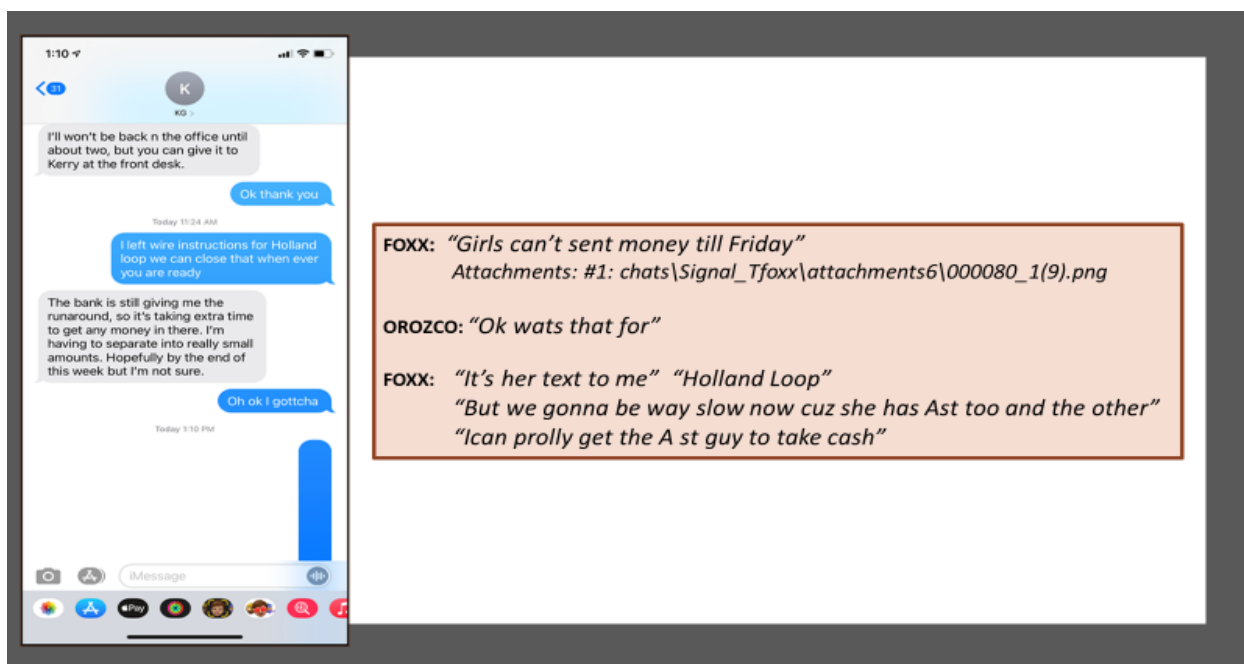 1:10
31
K
KG >
I'll won't be back n the office until
about two, but you can give it to
Kerry at the front desk.
Ok thank you
Today 11:24 AM
I left wire instructions for Holland
loop we can close that when ever
you are ready
The bank is still giving me the
runaround, so it's taking extra time
to get any money in there. I'm
having to separate into really small
amounts. Hopefully by the end of
this week but I'm not sure.
Oh ok I gottcha
Today 1:10 PM
iMessage
Pay
FOXX: “Girls can’t sent money till Friday”
Attachments: #1: chats\Signal_Tfoxx\attachments6\000080_1(9).png
OROZCO: “Ok wats that for”
FOXX: “It’s her text to me” “Holland Loop”
“But we gonna be way slow now cuz she has Ast too and the other”
“Ican prolly get the A st guy to take cash”